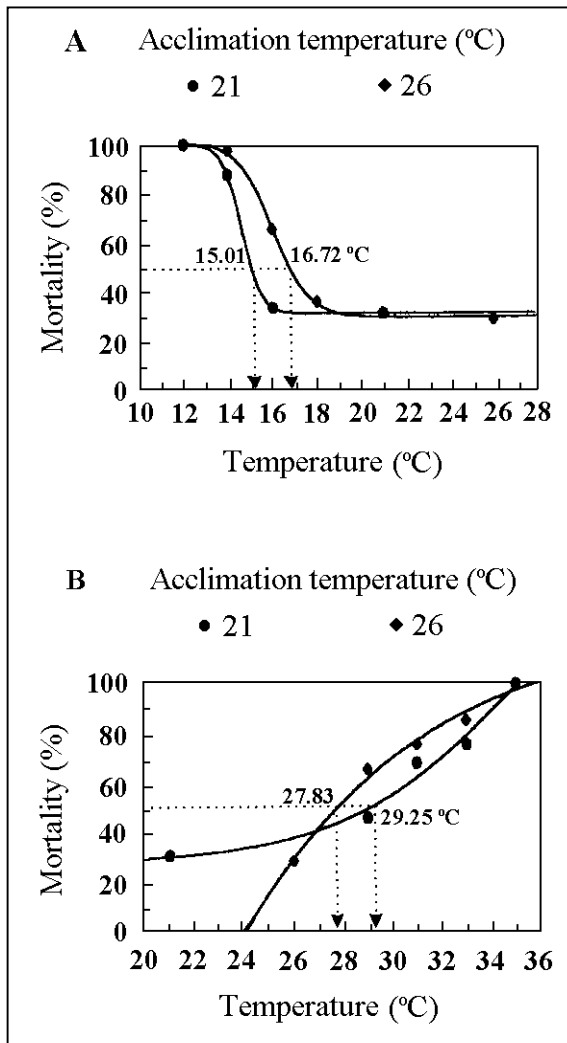 A Acclimation temperature (ºC)
● 21 ◆ 26
100
80
60
40
20
0
Mortality (%)
15.01 16.72 ºC
10 12 14 16 18 20 22 24 26 28
Temperature (ºC)
B Acclimation temperature (ºC)
● 21 ◆ 26
100
80
60
40
20
0
Mortality (%)
27.83
29.25 ºC
20 22 24 26 28 30 32 34 36
Temperature (ºC)